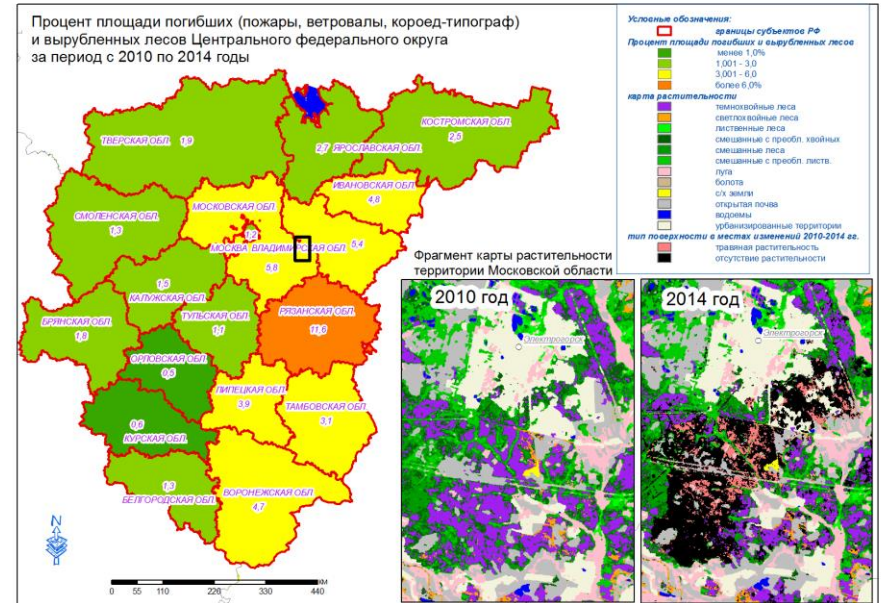 Процент площади погибших (пожары, ветровалы, короед-типограф)
и вырубленных лесов Центрального федерального округа
за период с 2010 по 2014 годы
Условные обозначения:
границы субъектов РФ
Процент площади погибших и вырубленных лесов
менее 1,0%
1,001 - 3,0
3,001 - 6,0
более 6,0%
карта растительности
темнохвойные леса
светлохвойные леса
лиственные леса
смешанные с преобл. хвойных
смешанные леса
смешанные с преобл. листв.
луга
болота
с/х земли
открытая почва
водоемы
урбанизированные территории
тип поверхности в местах изменений 2010-2014 гг.
травяная растительность
отсутствие растительности
КОСТРОМСКАЯ ОБЛ.
2,5
ТВЕРСКАЯ ОБЛ.
1,9
2,7
ЯРОСЛАВСКАЯ ОБЛ.
ИВАНОВСКАЯ ОБЛ.
4,8
МОСКОВСКАЯ ОБЛ.
СМОЛЕНСКАЯ ОБЛ.
1,3
1,2
МОСКВА
ВЛАДИМИРСКАЯ ОБЛ.
5,4
5,8
1,5
КАЛУЖСКАЯ ОБЛ.
БРЯНСКАЯ ОБЛ.
1,8
ТУЛЬСКАЯ ОБЛ.
1,1
РЯЗАНСКАЯ ОБЛ.
11,6
ОРЛОВСКАЯ ОБЛ.
0,5
ЛИПЕЦКАЯ ОБЛ.
3,9
ТАМБОВСКАЯ ОБЛ.
3,1
0,6
КУРСКАЯ ОБЛ.
1,3
БЕЛГОРОДСКАЯ ОБЛ.
ВОРОНЕЖСКАЯ ОБЛ.
4,7
N
0 55 110 220 330 440
км
Фрагмент карты растительности
территории Московской области
2010 год
Электрогорск
2014 год
Электрогорск